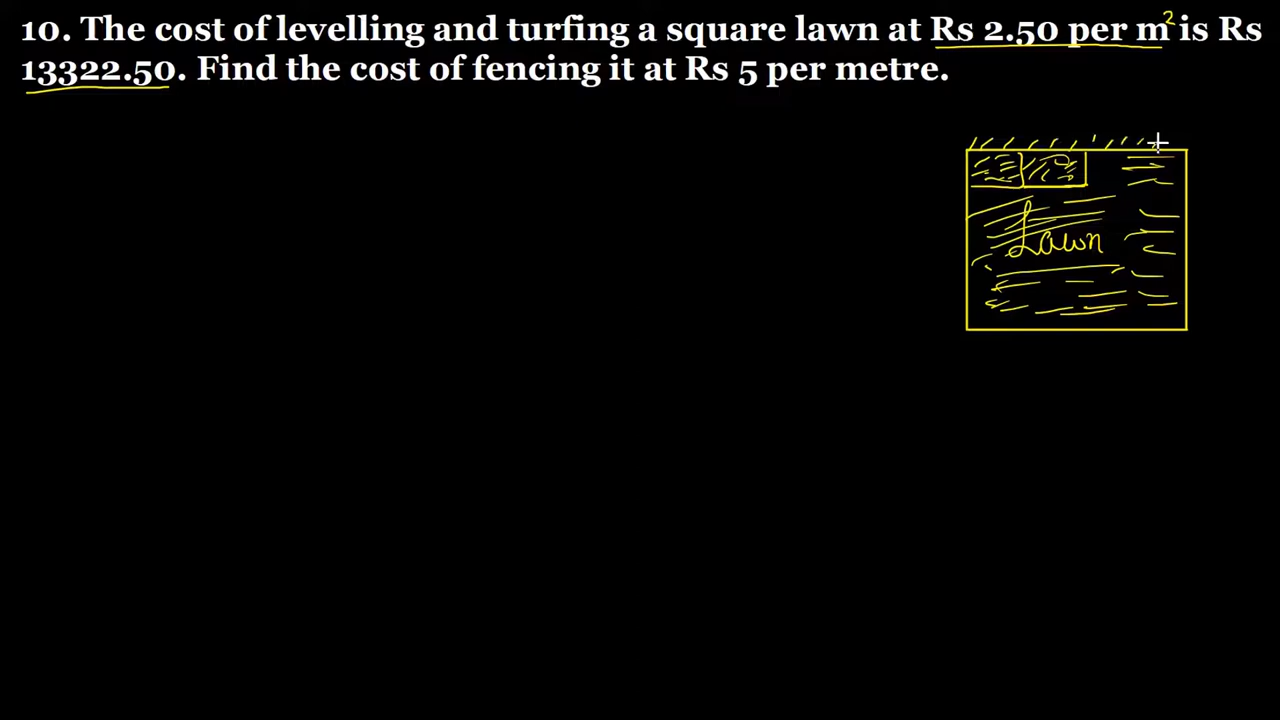 10. The cost of levelling and turfing a square lawn at Rs 2.50 per m² is Rs
13322.50. Find the cost of fencing it at Rs 5 per metre.
Lawn